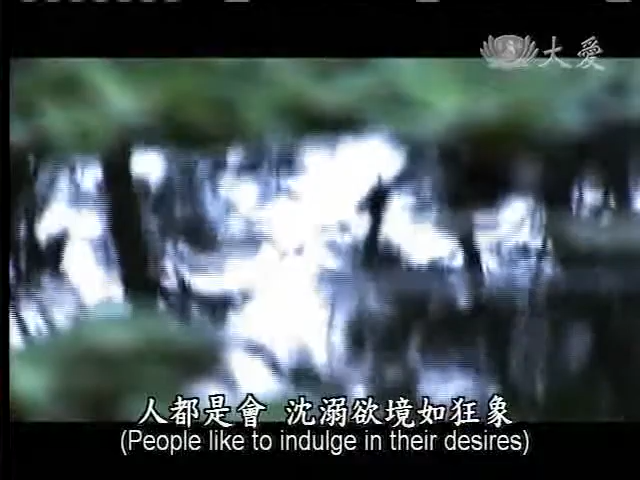 大愛
人都是會 沈溺欲境如狂象
(People like to indulge in their desires)